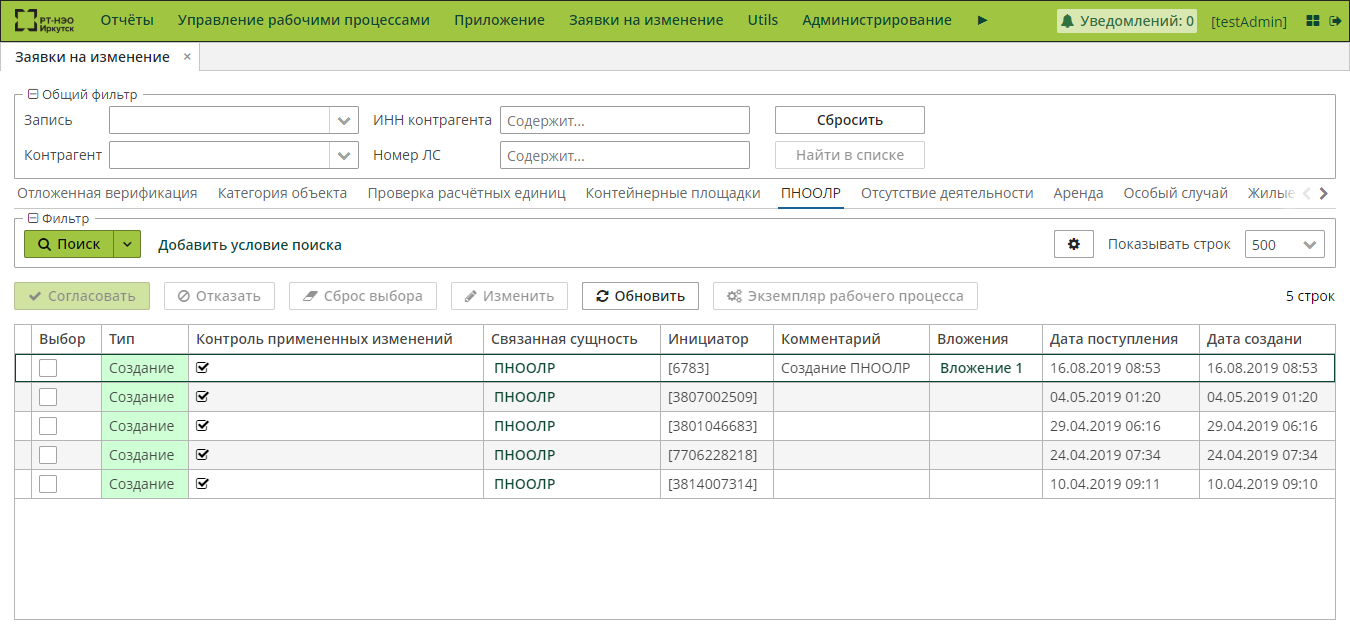 РТ-НЭО Иркутск Отчёты Управление рабочими процессами Приложение Заявки на изменение Utils Администрирование Уведомлений: 0 [testAdmin]
Заявки на изменение ×
Общий фильтр
Запись ИНН контрагента Содержит... Сбросить
Контрагент Номер ЛС Содержит... Найти в списке
Отложенная верификация Категория объекта Проверка расчётных единиц Контейнерные площадки ПНООЛР Отсутствие деятельности Аренда Особый случай Жилые
Фильтр
Поиск Добавить условие поиска Показывать строк 500
Согласовать Отказать Сброс выбора Изменить Обновить Экземпляр рабочего процесса 5 строк
Выбор Тип Контроль примененных изменений Связанная сущность Инициатор Комментарий Вложения Дата поступления Дата создани
Создание ПНООЛР [6783] Создание ПНООЛР Вложение 1 16.08.2019 08:53 16.08.2019 08:53
Создание ПНООЛР [3807002509] 04.05.2019 01:20 04.05.2019 01:20
Создание ПНООЛР [3801046683] 29.04.2019 06:16 29.04.2019 06:16
Создание ПНООЛР [7706228218] 24.04.2019 07:34 24.04.2019 07:34
Создание ПНООЛР [3814007314] 10.04.2019 09:11 10.04.2019 09:10